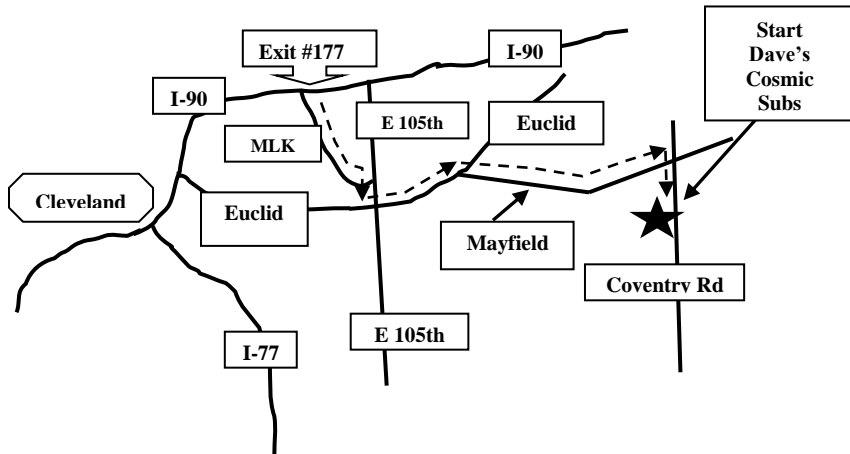 Start
Dave's
Cosmic
Subs
Exit #177
I-90
I-90
E 105th
Euclid
MLK
Cleveland
Euclid
Mayfield
Coventry Rd
E 105th
I-77